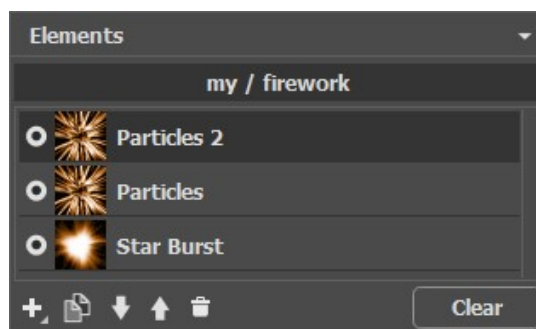 Elements
my / firework
Particles 2
Particles
Star Burst
Clear